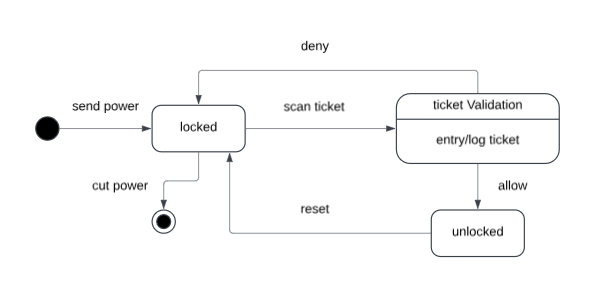 deny
send power
scan ticket
ticket Validation
locked
entry/log ticket
cut power
allow
reset
unlocked